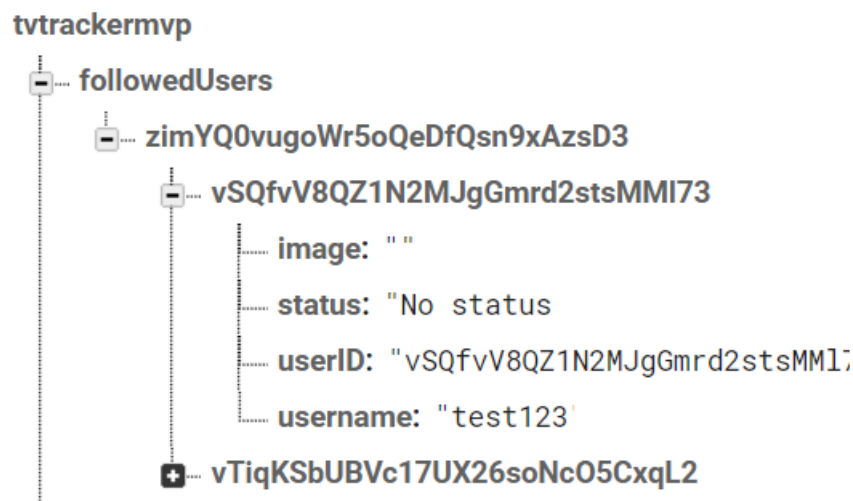 tvtrackermvp
followedUsers
zimYQ0vugoWr5oQeDfQsn9xAzsD3
vSQfvV8QZ1N2MJgGmrd2stsMMl73
image: ""
status: "No status
userID: "vSQfvV8QZ1N2MJgGmrd2stsMMl7
username: "test123'
vTiqKSbUBVc17UX26soNcO5CxqL2